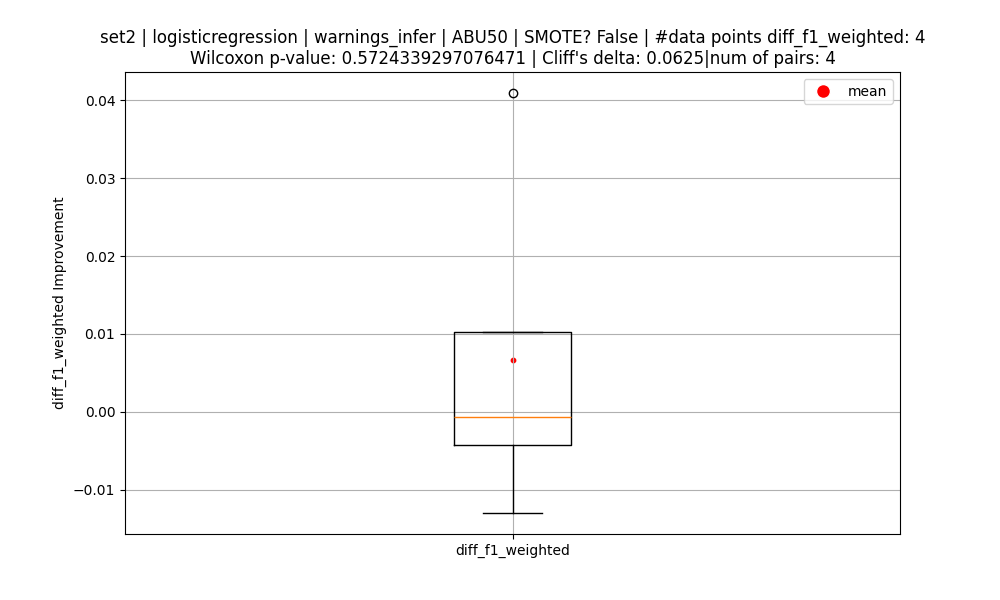 set2 | logisticregression | warnings_infer | ABU50 | SMOTE? False | #data points diff_f1_weighted: 4
Wilcoxon p-value: 0.5724339297076471 | Cliff's delta: 0.0625|num of pairs: 4
mean
0.04
0.03
0.02
0.01
0.00
−0.01
diff_f1_weighted Improvement
diff_f1_weighted